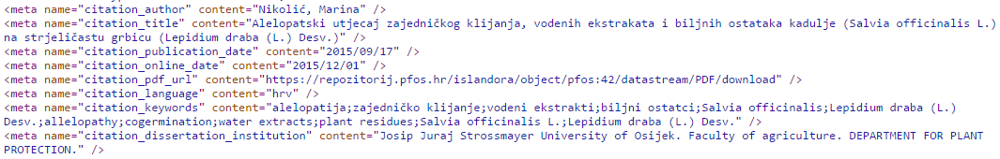 <meta name="citation_author" content="Nikolić, Marina" />
<meta name="citation_title" content="Alelopatski utjecaj zajedničkog klijanja, vodenih ekstrakata i biljnih ostataka kadulje (Salvia officinalis L.)
na strjeličastu grbicu (Lepidium draba (L.) Desv.)" />
<meta name="citation_publication_date" content="2015/09/17" />
<meta name="citation_online_date" content="2015/12/01" />
<meta name="citation_pdf_url" content="https://repozitorij.pfos.hr/islandora/object/pfos:42/datastream/PDF/download" />
<meta name="citation_language" content="hrv" />
<meta name="citation_keywords" content="alelopatija;zajedničko klijanje;vodeni ekstrakti;biljni ostatci;Salvia officinalis;Lepidium draba (L.)
Desv.;allelopathy;cogermination;water extracts;plant residues;Salvia officinalis L.;Lepidium draba (L.) Desv." />
<meta name="citation_dissertation_institution" content="Josip Juraj Strossmayer University of Osijek. Faculty of agriculture. DEPARTMENT FOR PLANT
PROTECTION." />